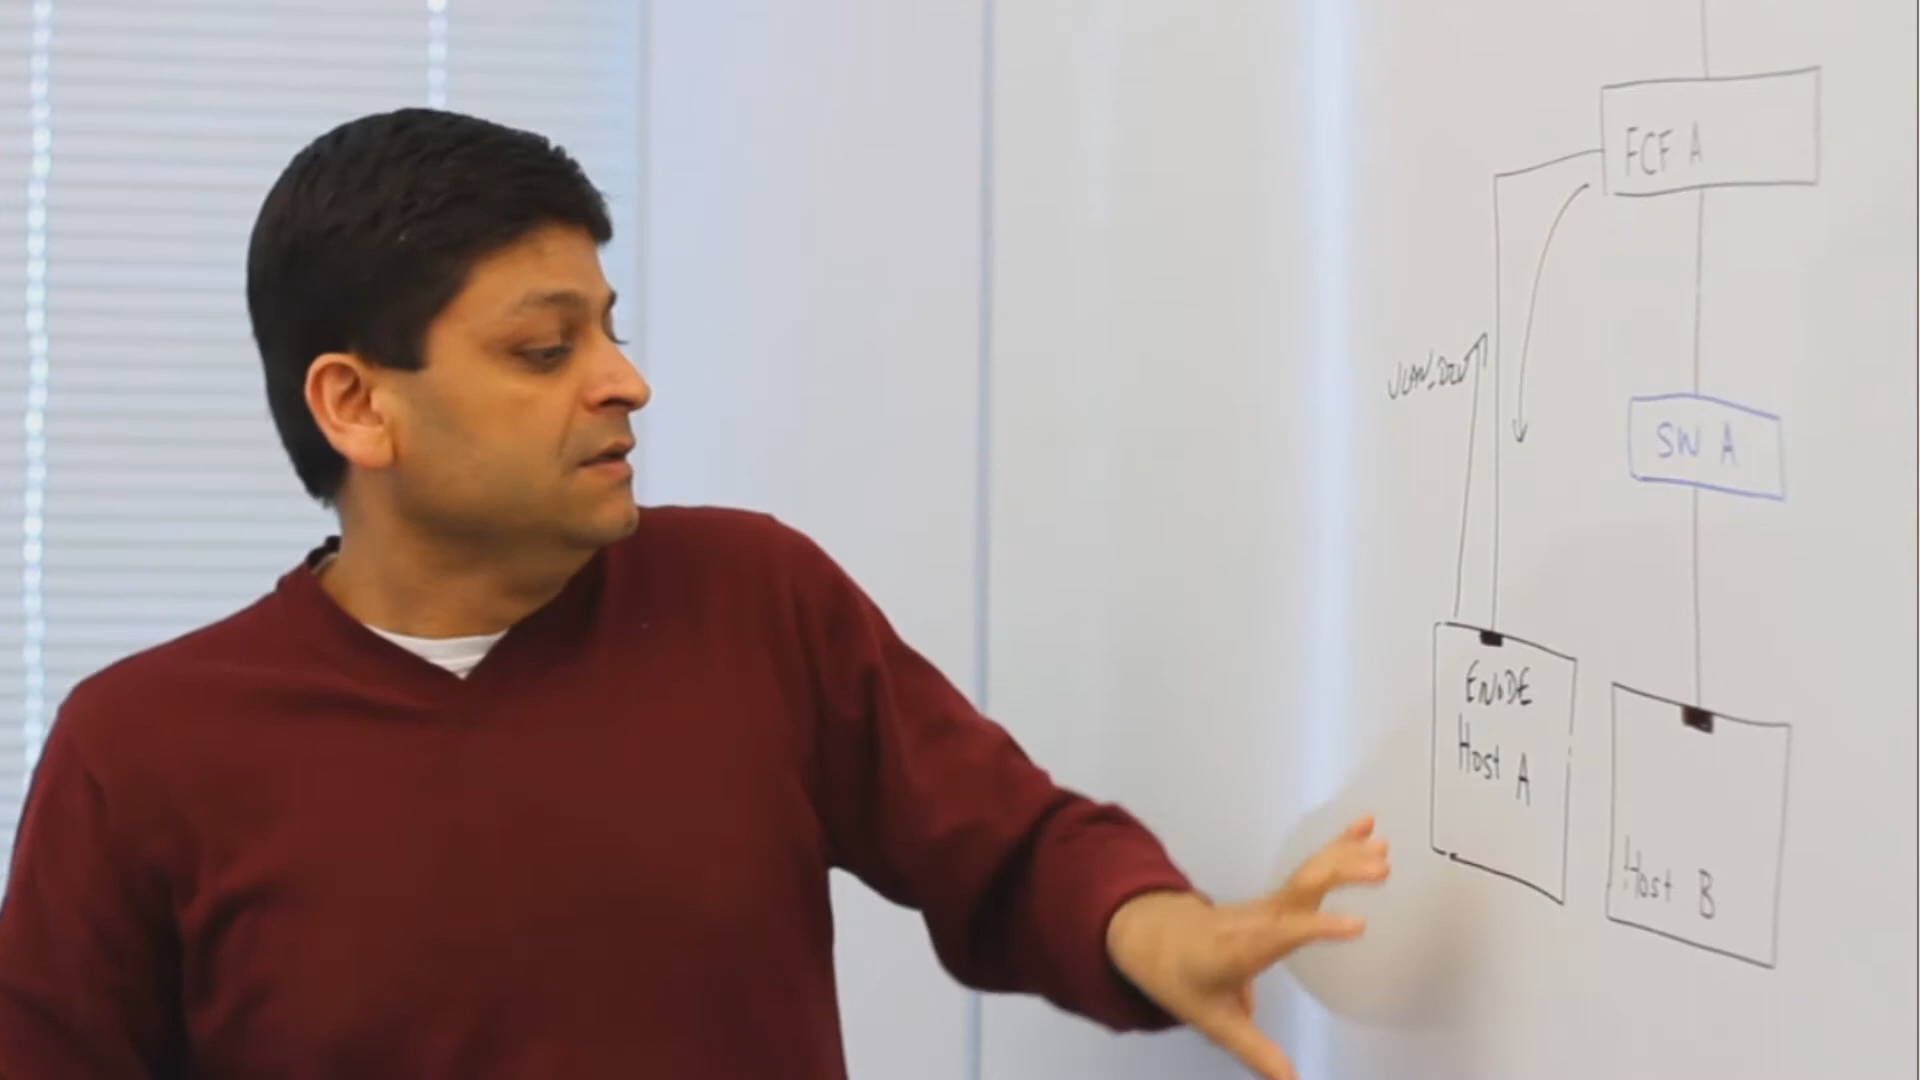 FCF A
SW A
ENODE
Host A
Host B